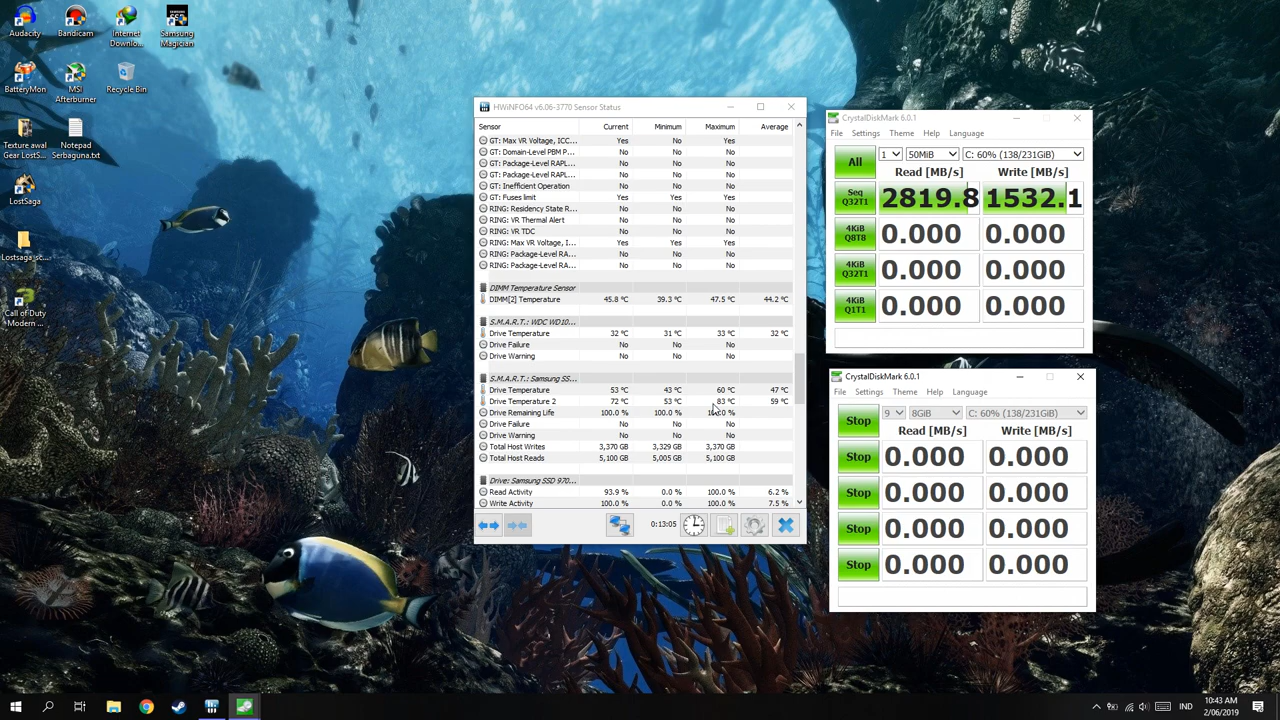 Audacity
Bandicam
Internet Downlo...
Samsung Magician
BatteryMon
MSI Afterburner
Recycle Bin
Texture awal Gear LostS...
Notepad Serbaguna.txt
LostSaga
Lostsaga_sc...
Call of Duty Modern ...
HWiNFO64 v6.06-3770 Sensor Status
Sensor Current Minimum Maximum Average
GT: Max VR Voltage, ICC... Yes No Yes
GT: Domain-Level PBM P... No No No
GT: Package-Level RAPL... No No No
GT: Package-Level RAPL... No No No
GT: Inefficient Operation No No No
GT: Fuses limit Yes Yes Yes
RING: Residency State R... No No No
RING: VR Thermal Alert No No No
RING: VR TDC No No No
RING: Max VR Voltage, I... Yes Yes Yes
RING: Package-Level RA... No No No
RING: Package-Level RA... No No No
DIMM Temperature Sensor
DIMM[2] Temperature 45.8 °C 39.3 °C 47.5 °C 44.2 °C
S.M.A.R.T.: WDC WD10...
Drive Temperature 32 °C 31 °C 33 °C 32 °C
Drive Failure No No No
Drive Warning No No No
S.M.A.R.T.: Samsung SS...
Drive Temperature 53 °C 43 °C 60 °C 47 °C
Drive Temperature 2 72 °C 53 °C 83 °C 59 °C
Drive Remaining Life 100.0 % 100.0 % 100.0 %
Drive Failure No No No
Drive Warning No No No
Total Host Writes 3,370 GB 3,329 GB 3,370 GB
Total Host Reads 5,100 GB 5,005 GB 5,100 GB
Drive: Samsung SSD 970...
Read Activity 93.9 % 0.0 % 100.0 % 6.2 %
Write Activity 100.0 % 0.0 % 100.0 % 7.5 %
0:13:05
CrystalDiskMark 6.0.1
File Settings Theme Help Language
All 1 50MiB C: 60% (138/231GiB)
Read [MB/s] Write [MB/s]
Seq Q32T1 2819.8 1532.1
4KiB Q8T8 0.000 0.000
4KiB Q32T1 0.000 0.000
4KiB Q1T1 0.000 0.000
CrystalDiskMark 6.0.1
File Settings Theme Help Language
Stop 9 8GiB C: 60% (138/231GiB)
Read [MB/s] Write [MB/s]
Stop 0.000 0.000
Stop 0.000 0.000
Stop 0.000 0.000
Stop 0.000 0.000
IND
10:43 AM
2/06/2019